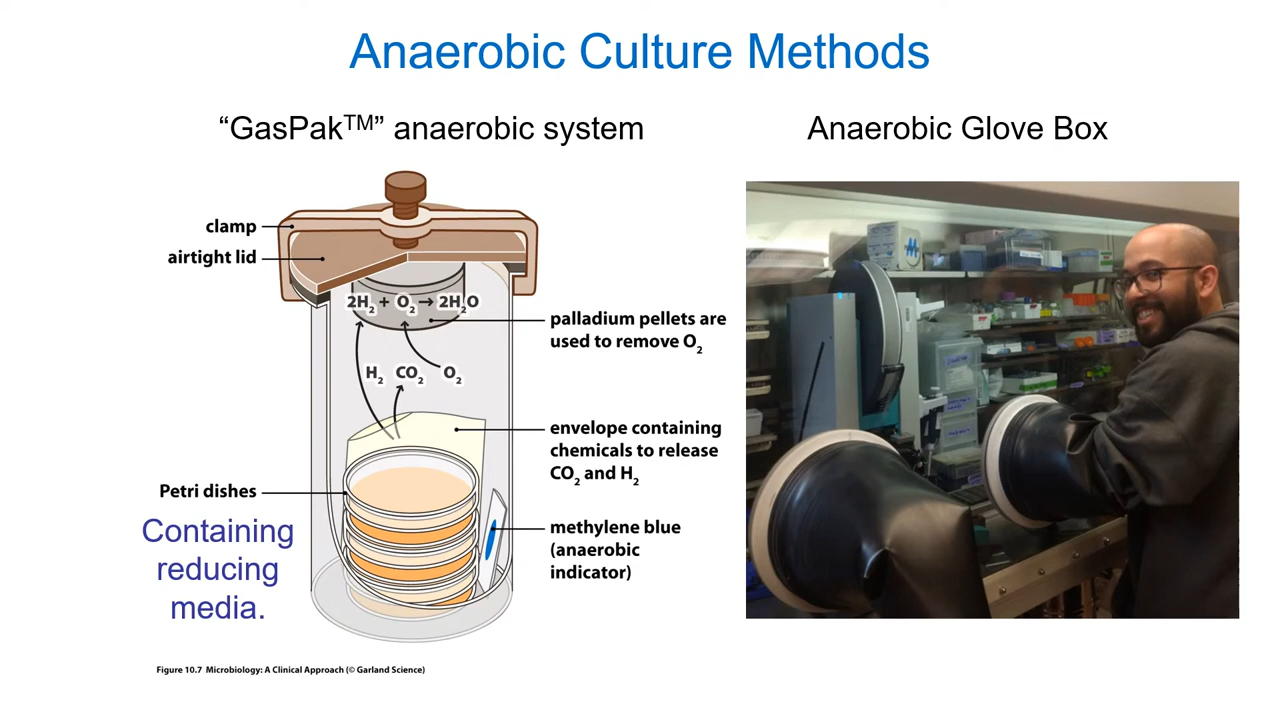 Anaerobic Culture Methods
“GasPak™” anaerobic system
Anaerobic Glove Box
clamp
airtight lid
2H₂ + O₂ → 2H₂O
palladium pellets are
used to remove O₂
H₂
CO₂
O₂
envelope containing
chemicals to release
CO₂ and H₂
Petri dishes
Containing
reducing
media.
methylene blue
(anaerobic
indicator)
Figure 10.7 Microbiology: A Clinical Approach (© Garland Science)